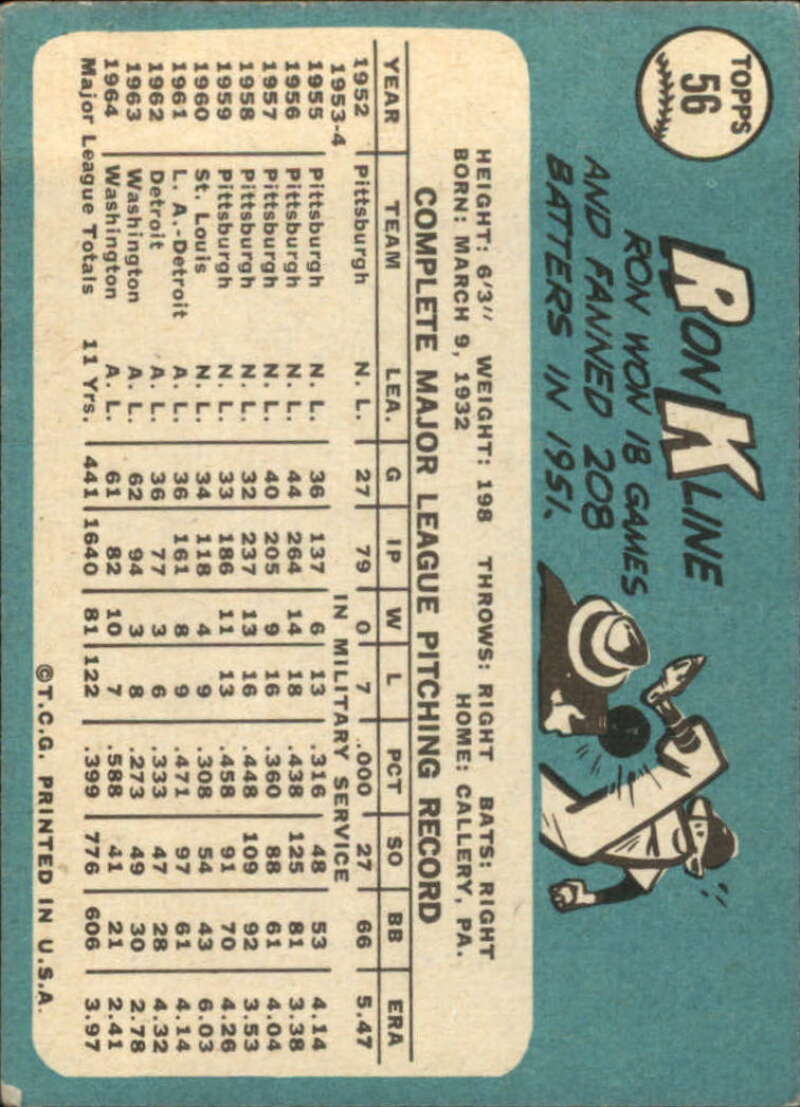 TOPPS
56
RON KLINE
RON WON 18 GAMES
AND FANNED 208
BATTERS IN 1951.
HEIGHT: 6'3" WEIGHT: 198 THROWS: RIGHT BATS: RIGHT
BORN: MARCH 9, 1932 HOME: CALLERY, PA.
COMPLETE MAJOR LEAGUE PITCHING RECORD
YEAR TEAM LEA. G IP W L PCT SO BB ERA
1952 Pittsburgh N. L. 27 79 0 7 .000 27 66 5.47
1953-4 IN MILITARY SERVICE
1955 Pittsburgh N. L. 36 137 6 13 .316 48 53 4.14
1956 Pittsburgh N. L. 44 264 14 18 .438 125 81 3.38
1957 Pittsburgh N. L. 40 205 9 16 .360 88 61 4.04
1958 Pittsburgh N. L. 32 237 13 16 .448 109 92 3.53
1959 Pittsburgh N. L. 33 186 11 13 .458 91 70 4.26
1960 St. Louis N. L. 34 118 4 9 .308 54 43 6.03
1961 L. A.-Detroit A. L. 36 161 8 9 .471 97 61 4.14
1962 Detroit A. L. 36 77 3 6 .333 47 28 4.32
1963 Washington A. L. 62 94 3 8 .273 49 30 2.78
1964 Washington A. L. 61 82 10 7 .588 41 21 2.41
Major League Totals 11 Yrs. 441 1640 81 122 .399 776 606 3.97
©T.C.G. PRINTED IN U.S.A.